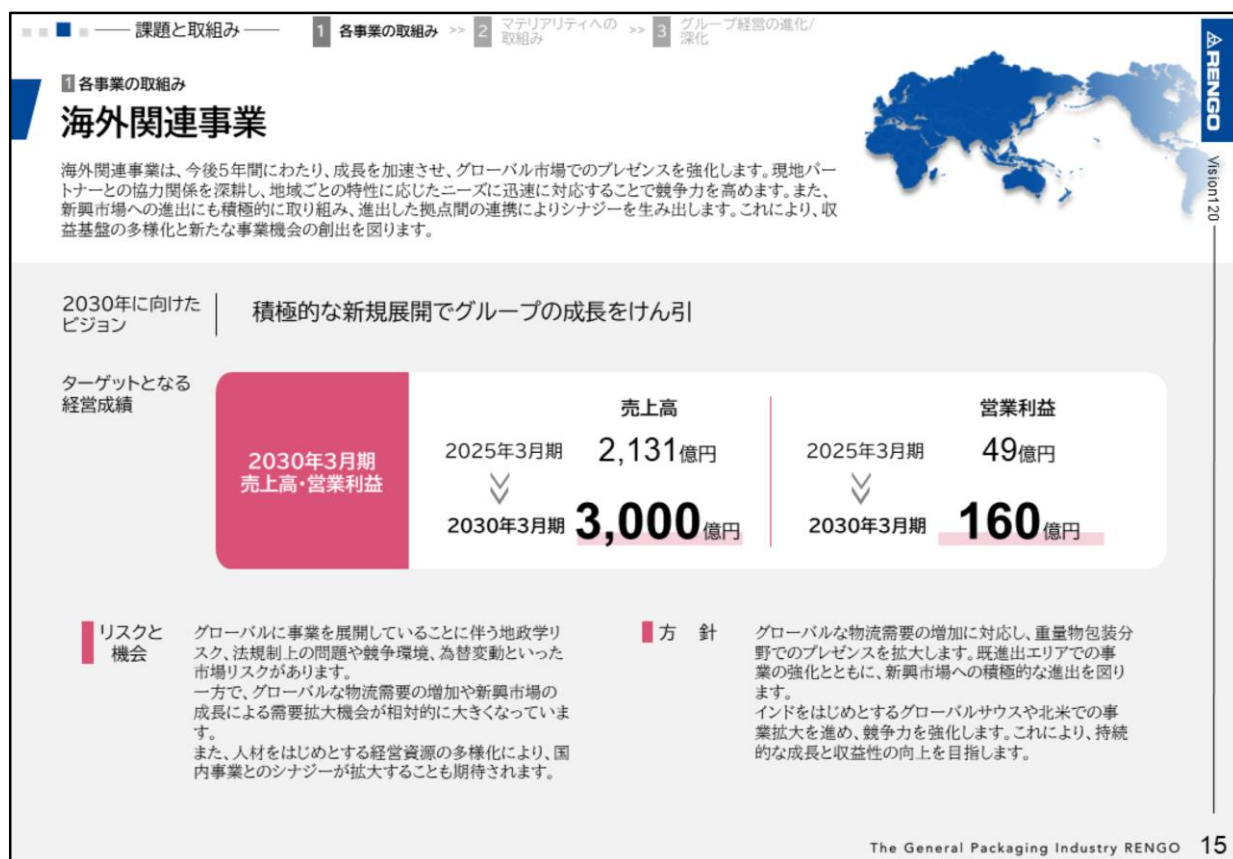 課題と取組み
1 各事業の取組み >> 2 マテリアリティへの
取組み >> 3 グループ経営の進化/
深化
RENGO
Vision120
1 各事業の取組み
海外関連事業
海外関連事業は、今後5年間にわたり、成長を加速させ、グローバル市場でのプレゼンスを強化します。現地パー
トナーとの協力関係を深耕し、地域ごとの特性に応じたニーズに迅速に対応することで競争力を高めます。また、
新興市場への進出にも積極的に取り組み、進出した拠点間の連携によりシナジーを生み出します。これにより、収
益基盤の多様化と新たな事業機会の創出を図ります。
2030年に向けた
ビジョン
積極的な新規展開でグループの成長をけん引
ターゲットとなる
経営成績
2030年3月期
売上高・営業利益
売上高
2025年3月期 2,131億円
2030年3月期 3,000億円
営業利益
2025年3月期 49億円
2030年3月期 160億円
リスクと
機会
グローバルに事業を展開していることに伴う地政学リ
スク、法規制上の問題や競争環境、為替変動といった
市場リスクがあります。
一方で、グローバルな物流需要の増加や新興市場の
成長による需要拡大機会が相対的に大きくなっていま
す。
また、人材をはじめとする経営資源の多様化により、国
内事業とのシナジーが拡大することも期待されます。
方 針
グローバルな物流需要の増加に対応し、重量物包装分
野でのプレゼンスを拡大します。既進出エリアでの事
業の強化とともに、新興市場への積極的な進出を図り
ます。
インドをはじめとするグローバルサウスや北米での事
業拡大を進め、競争力を強化します。これにより、持続
的な成長と収益性の向上を目指します。
The General Packaging Industry RENGO 15